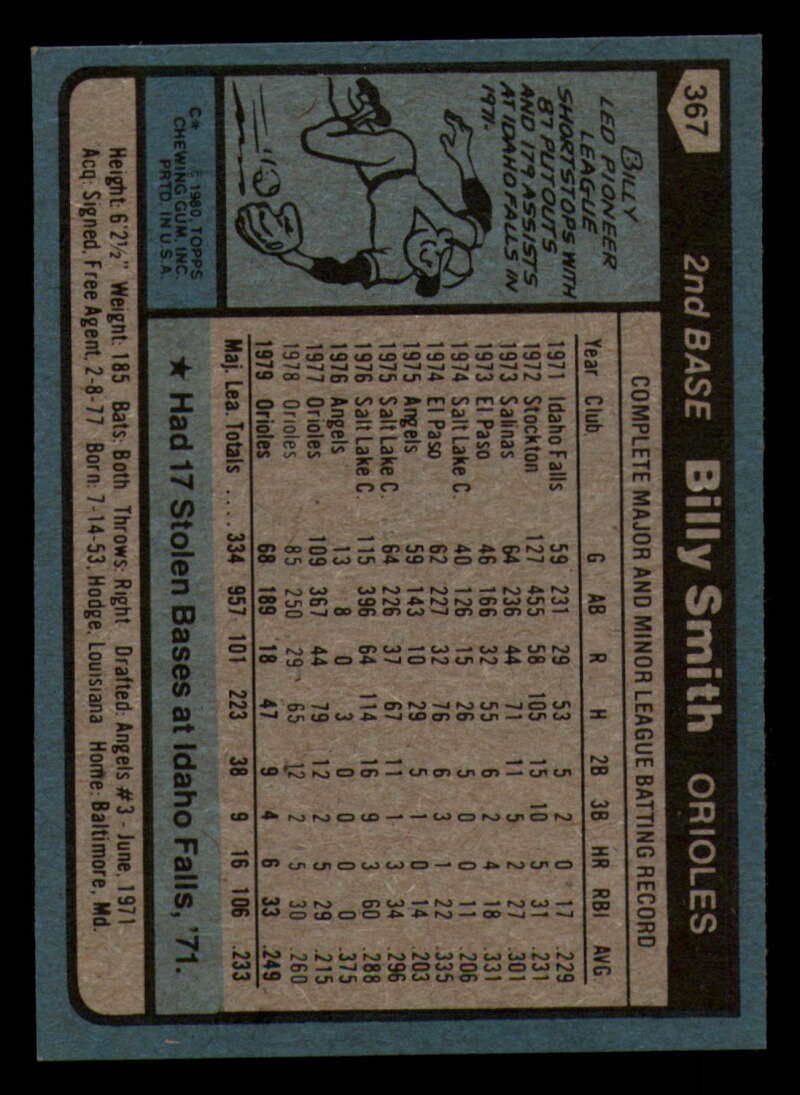 367
2nd BASE Billy Smith ORIOLES
BILLY
LED PIONEER
LEAGUE
SHORTSTOPS WITH
87 PUTOUTS
AND 179 ASSISTS
AT IDAHO FALLS IN
1971.
C* © 1980, TOPPS
CHEWING GUM, INC.
PRTD. IN U.S.A.
COMPLETE MAJOR AND MINOR LEAGUE BATTING RECORD
Year Club G AB R H 2B 3B HR RBI AVG.
1971 Idaho Falls 59 231 29 53 5 2 0 17 .229
1972 Stockton 127 455 58 105 15 10 5 31 .231
1973 Salinas 64 236 44 71 11 5 2 27 .301
1973 El Paso 46 166 32 55 6 2 4 18 .331
1974 Salt Lake C. 40 126 15 26 5 0 0 11 .206
1974 El Paso 62 227 32 76 6 3 1 22 .335
1975 Angels 59 143 10 29 5 1 0 14 .203
1975 Salt Lake C. 64 226 37 67 11 1 3 34 .296
1976 Salt Lake C. 115 396 64 114 16 9 3 60 .288
1976 Angels 13 8 0 3 0 0 0 0 .375
1977 Orioles 109 367 44 79 12 2 5 29 .215
1978 Orioles 85 250 29 65 12 2 5 30 .260
1979 Orioles 68 189 18 47 9 4 6 33 .249
Maj. Lea. Totals .... 334 957 101 223 38 9 16 106 .233
★ Had 17 Stolen Bases at Idaho Falls, '71.
Height: 6'2½" Weight: 185 Bats: Both Throws: Right Drafted: Angels #3 - June, 1971
Acq: Signed, Free Agent, 2-8-77 Born: 7-14-53, Hodge, Louisiana Home: Baltimore, Md.